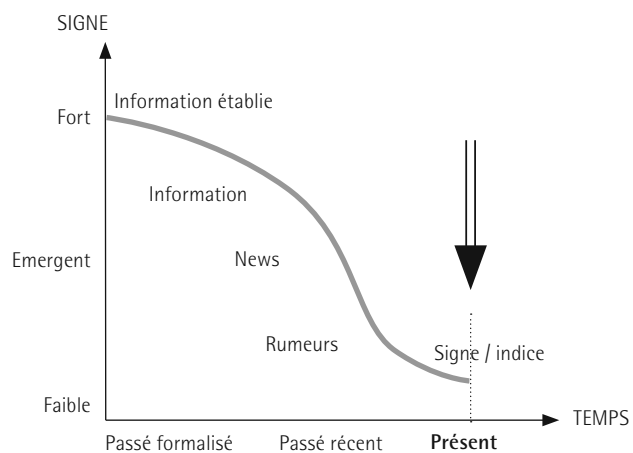 SIGNE
Information établie
Fort
Information
Emergent
News
Rumeurs
Signe / indice
Faible
TEMPS
Passé formalisé
Passé récent
Présent